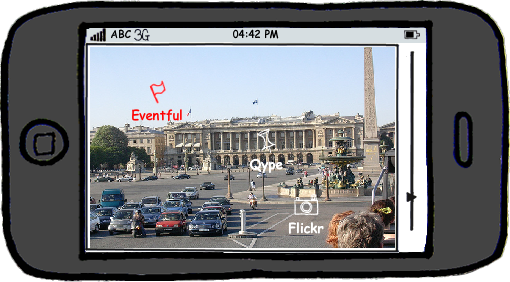 ABC 3G 04:42 PM
Eventful
Qype
Flickr